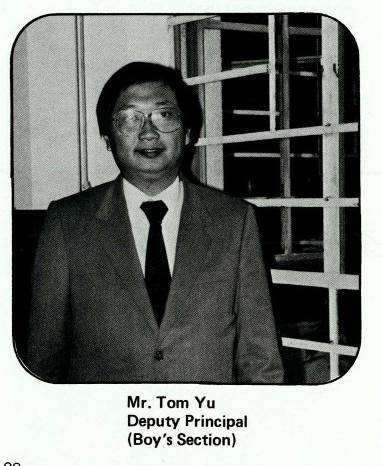 Mr. Tom Yu
Deputy Principal
(Boy's Section)